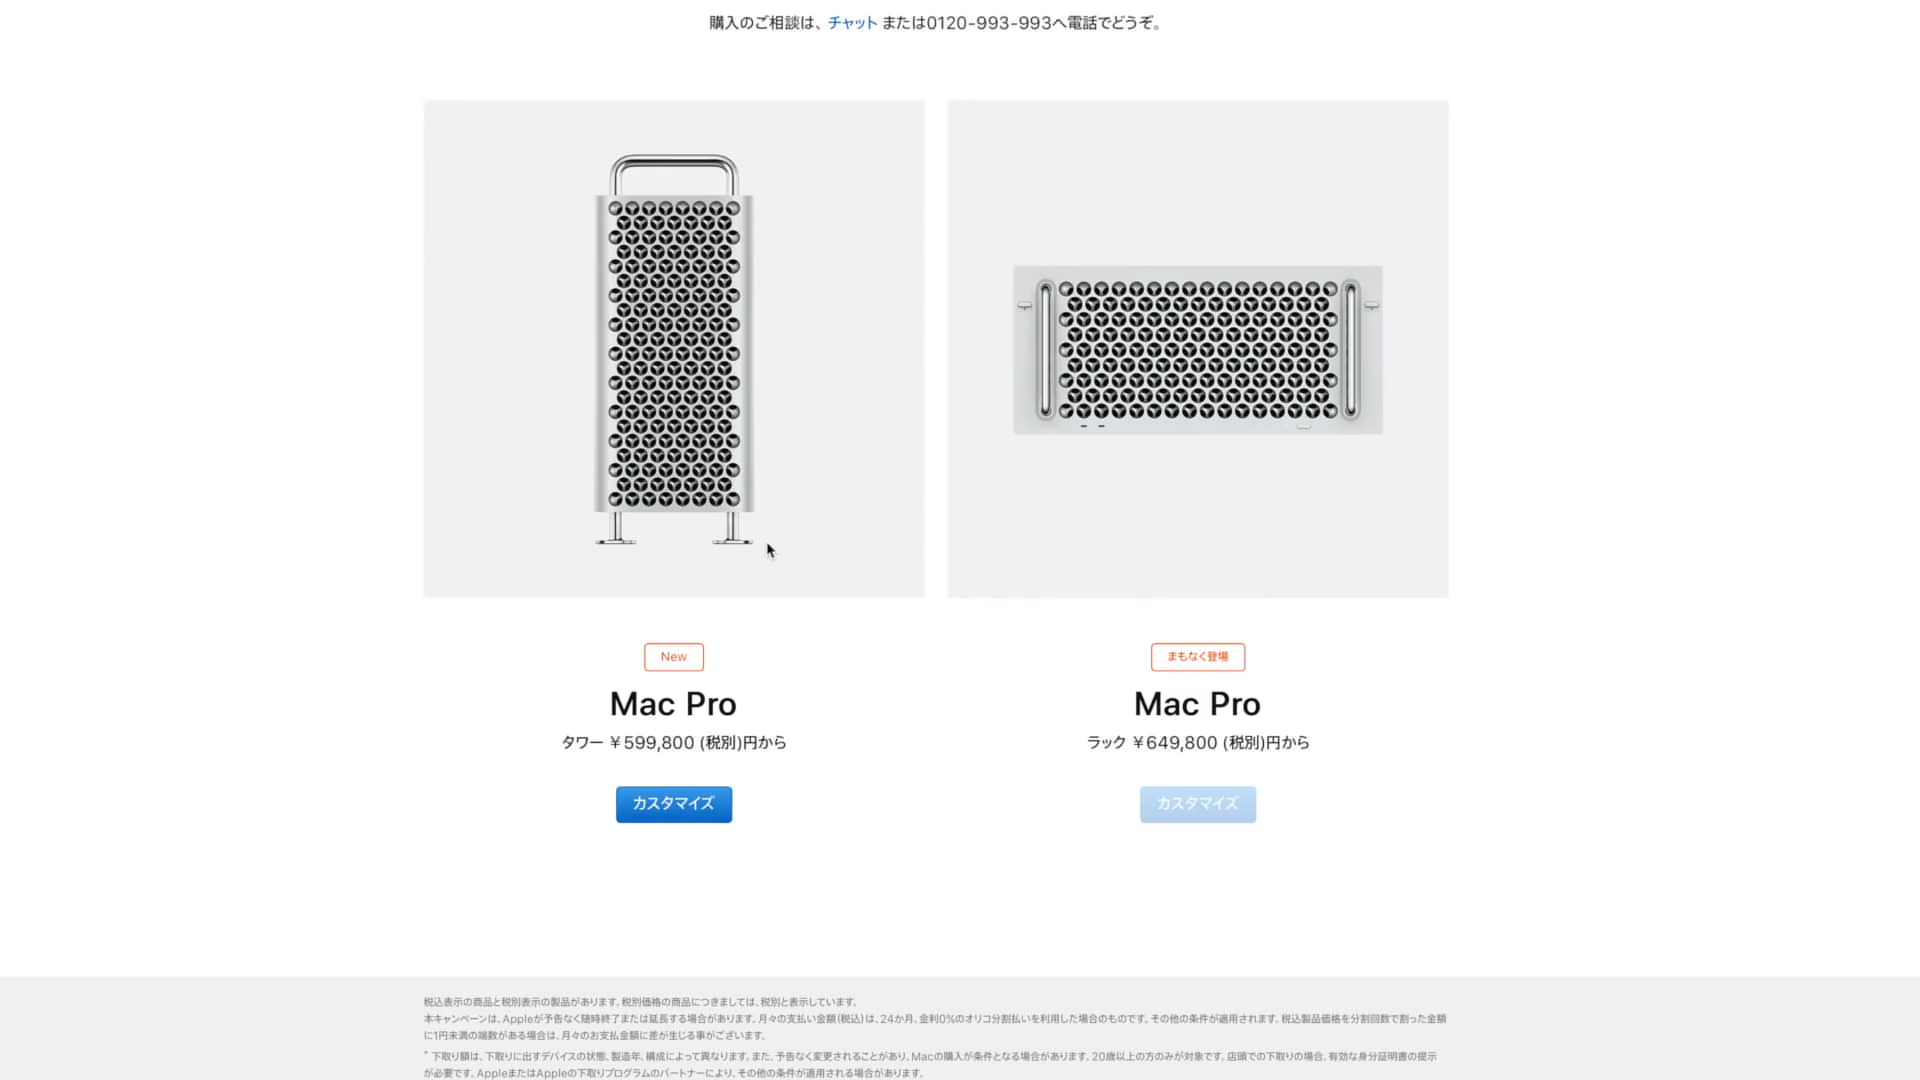 購入のご相談は、チャット または0120-993-993へ電話でどうぞ。
New
Mac Pro
タワー ¥599,800 (税別)円から
カスタマイズ
まもなく登場
Mac Pro
ラック ¥649,800 (税別)円から
カスタマイズ
税込表示の商品と税別表示の製品があります。税別価格の商品につきましては、税別と表示しています。
本キャンペーンは、Appleが予告なく随時終了または延長する場合があります。月々の支払い金額(税込)は、24か月、金利0%のオリコ分割払いを利用した場合のものです。その他の条件が適用されます。税込製品価格を分割回数で割った金額
に1円未満の端数がある場合は、月々のお支払金額に差が生じる事がございます。
* 下取り額は、下取りに出すデバイスの状態、製造年、構成によって異なります。また、予告なく変更されることがあり、Macの購入が条件となる場合があります。20歳以上の方のみが対象です。店頭での下取りの場合、有効な身分証明書の提示
が必要です。AppleまたはAppleの下取りプログラムのパートナーにより、その他の条件が適用される場合があります。